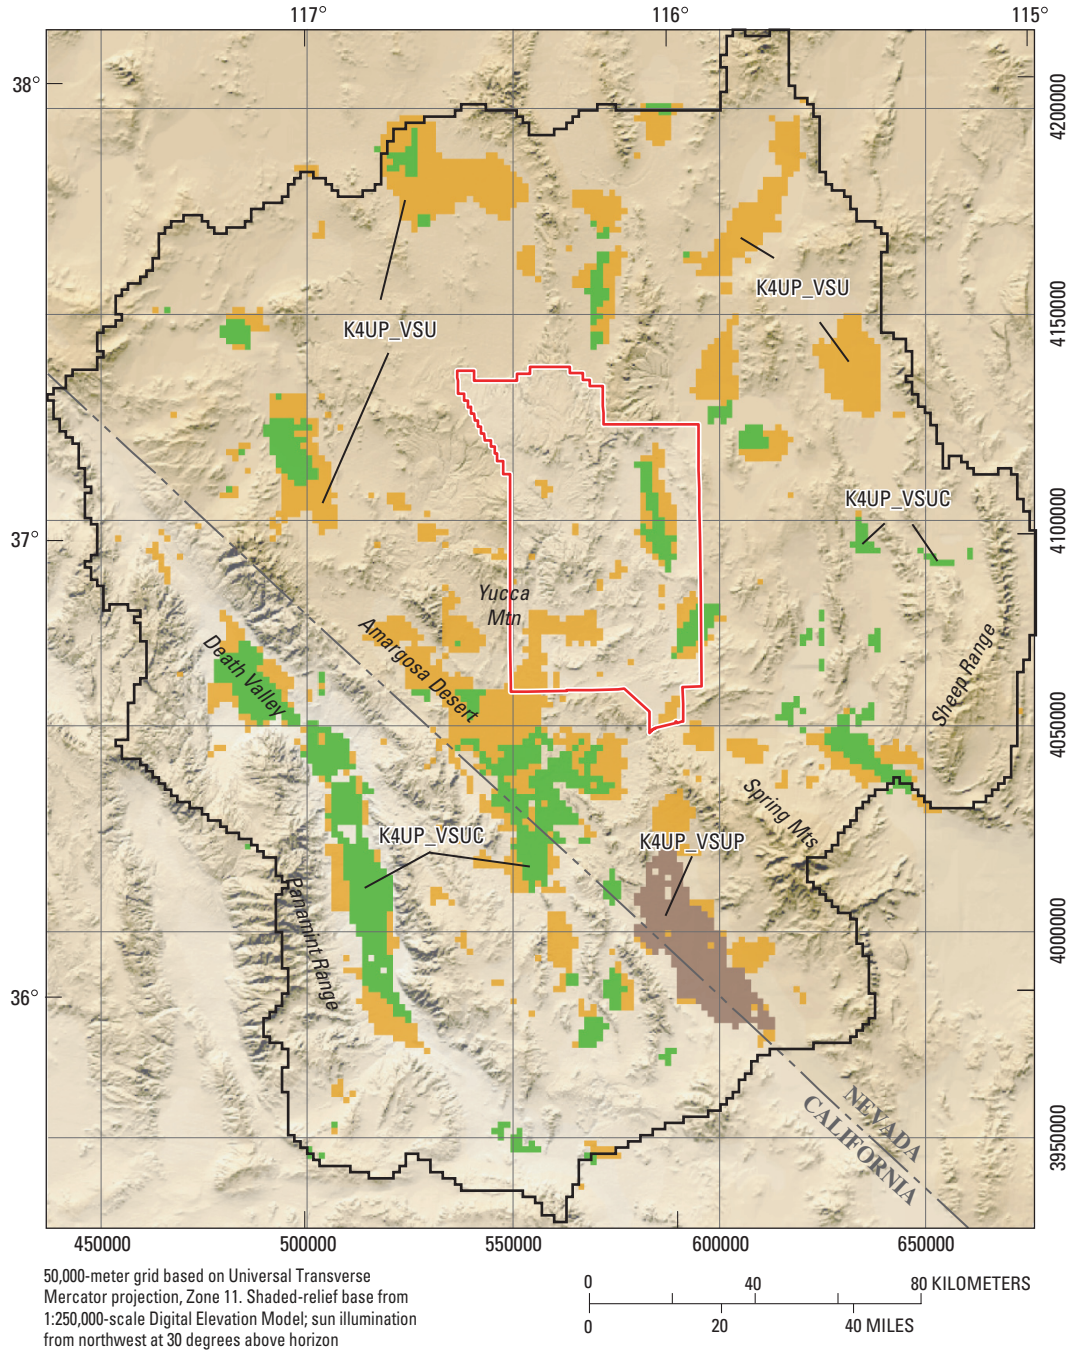 117°
116°
115°
38°
4200000
K4UP_VSU
K4UP_VSU
4150000
K4UP_VSUC
4100000
37°
Yucca
Mtn
Amargosa Desert
Death Valley
Sheep Range
4050000
Spring Mts
K4UP_VSUC
K4UP_VSUP
Panamint Range
4000000
36°
NEVADA
CALIFORNIA
3950000
450000
500000
550000
600000
650000
50,000-meter grid based on Universal Transverse
Mercator projection, Zone 11. Shaded-relief base from
1:250,000-scale Digital Elevation Model; sun illumination
from northwest at 30 degrees above horizon
0
40
80 KILOMETERS
0
20
40 MILES